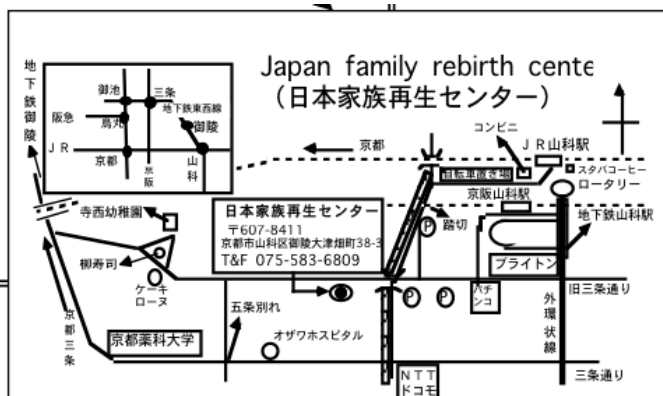 Japan family rebirth cente
（日本家族再生センター）
地下鉄御陵
御池
三条
地下鉄東西線
阪急
烏丸
御陵
ＪＲ
京都
京阪
山科
京都
コンビニ
ＪＲ山科駅
自転車置き場
スタバコーヒー
ロータリー
京阪山科駅
地下鉄山科駅
寺西幼稚園
日本家族再生センター
〒607-8411
京都市山科区御陵大津畑町38-3
T&F 075-583-6809
踏切
Ｐ
柳寿司
ブライトン
ケーキ
ローヌ
Ｐ
Ｐ
パチンコ
旧三条通り
京都三条
五条別れ
外環状線
京都薬科大学
オザワホスピタル
ＮＴＴ
ドコモ
三条通り